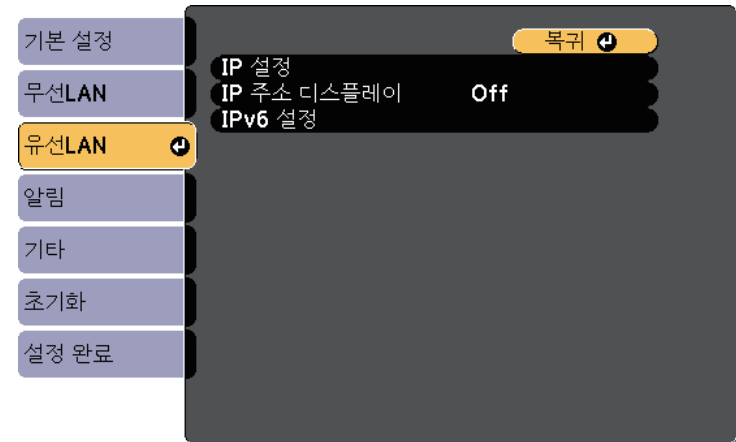 기본 설정
무선LAN
유선LAN
알림
기타
초기화
설정 완료
복귀
IP 설정
IP 주소 디스플레이 Off
IPv6 설정